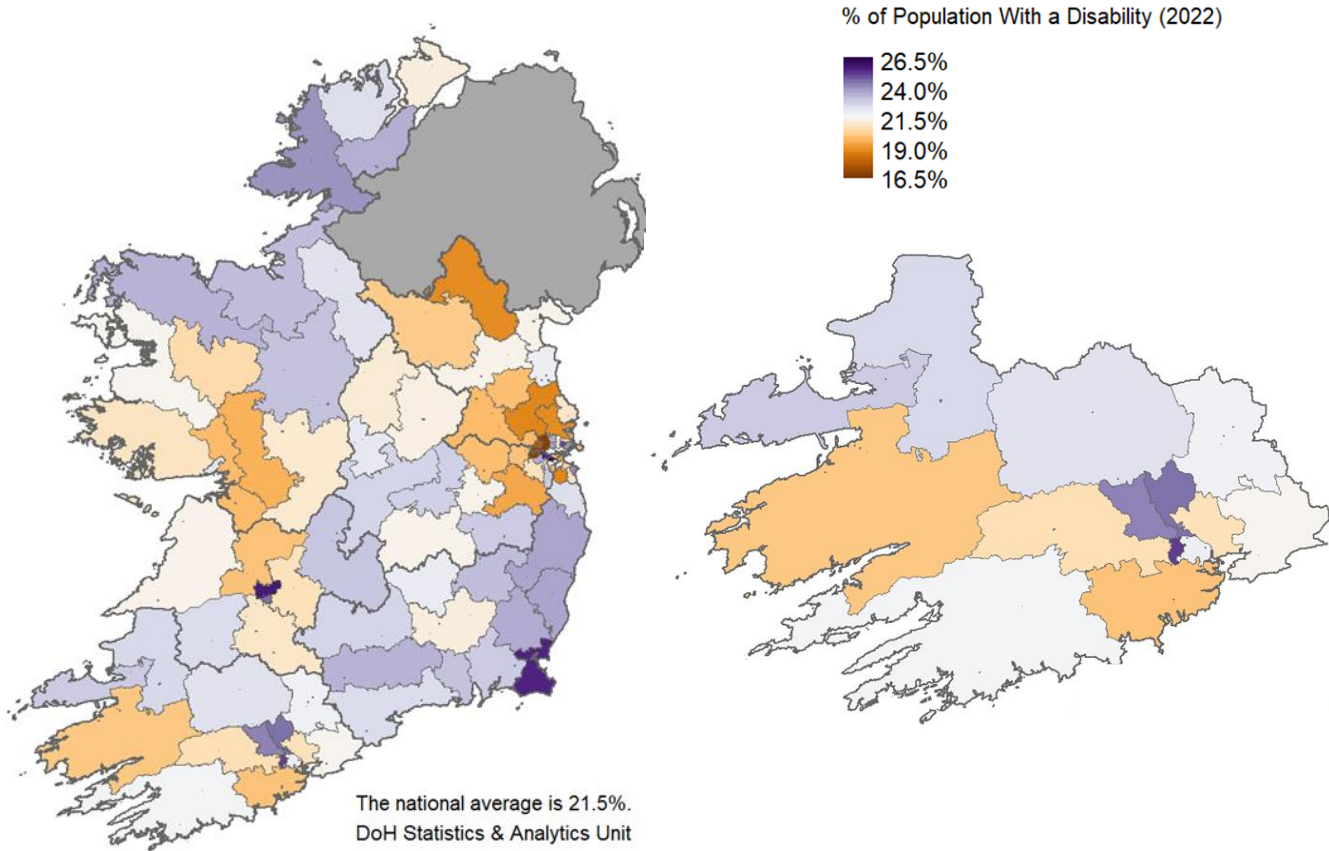 % of Population With a Disability (2022)
26.5%
24.0%
21.5%
19.0%
16.5%
The national average is 21.5%.
DoH Statistics & Analytics Unit